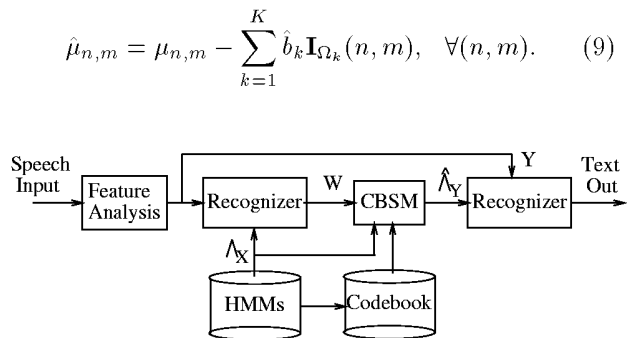 μ̂_{n,m} = μ_{n,m} − ∑_{k=1}^{K} b̂_k I_{Ω_k}(n, m), ∀(n, m). (9)
Speech Input
Feature Analysis
Recognizer
W
CBSM
Λ̂_Y
Y
Recognizer
Text Out
Λ_X
HMMs
Codebook